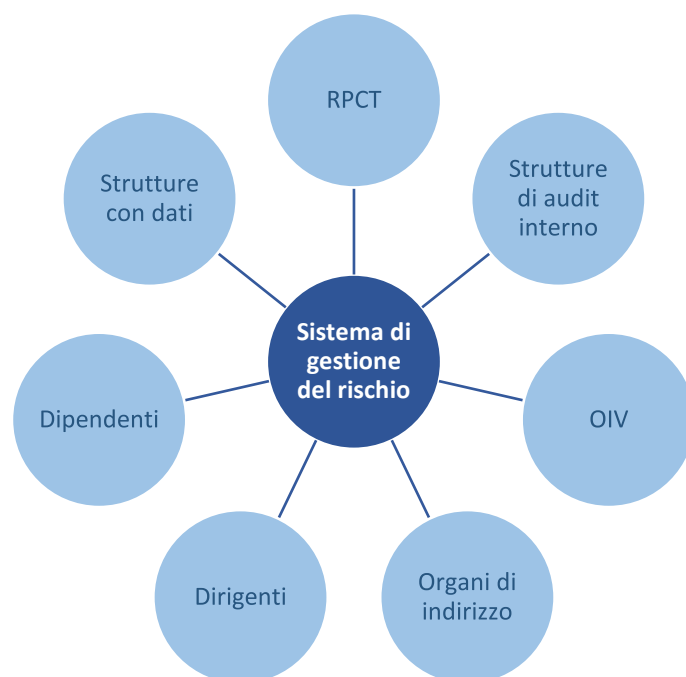 RPCT
Strutture
di audit
interno
OIV
Organi di
indirizzo
Dirigenti
Dipendenti
Strutture
con dati
Sistema di
gestione
del rischio